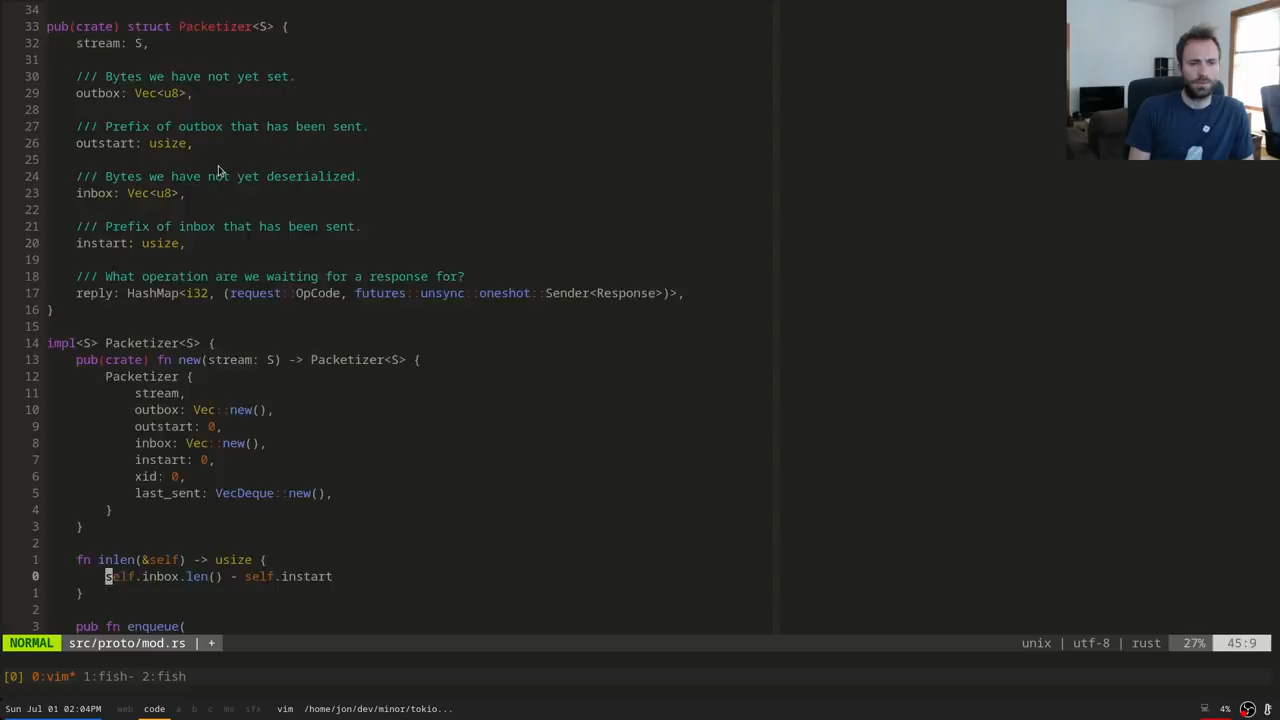 34
33 pub(crate) struct Packetizer<S> {
32     stream: S,
31
30     /// Bytes we have not yet set.
29     outbox: Vec<u8>,
28
27     /// Prefix of outbox that has been sent.
26     outstart: usize,
25
24     /// Bytes we have not yet deserialized.
23     inbox: Vec<u8>,
22
21     /// Prefix of inbox that has been sent.
20     instart: usize,
19
18     /// What operation are we waiting for a response for?
17     reply: HashMap<i32, (request::OpCode, futures::unsync::oneshot::Sender<Response>)>,
16 }
15
14 impl<S> Packetizer<S> {
13     pub(crate) fn new(stream: S) -> Packetizer<S> {
12         Packetizer {
11             stream,
10             outbox: Vec::new(),
9             outstart: 0,
8             inbox: Vec::new(),
7             instart: 0,
6             xid: 0,
5             last_sent: VecDeque::new(),
4         }
3     }
2
1     fn inlen(&self) -> usize {
0         self.inbox.len() - self.instart
1     }
2
3     pub fn enqueue(
NORMAL src/proto/mod.rs | + unix | utf-8 | rust 27% 45:9
[0] 0:vim* 1:fish- 2:fish
Sun Jul 01 02:04PM web code a b c mx sfx vim /home/jon/dev/minor/tokio... 4%